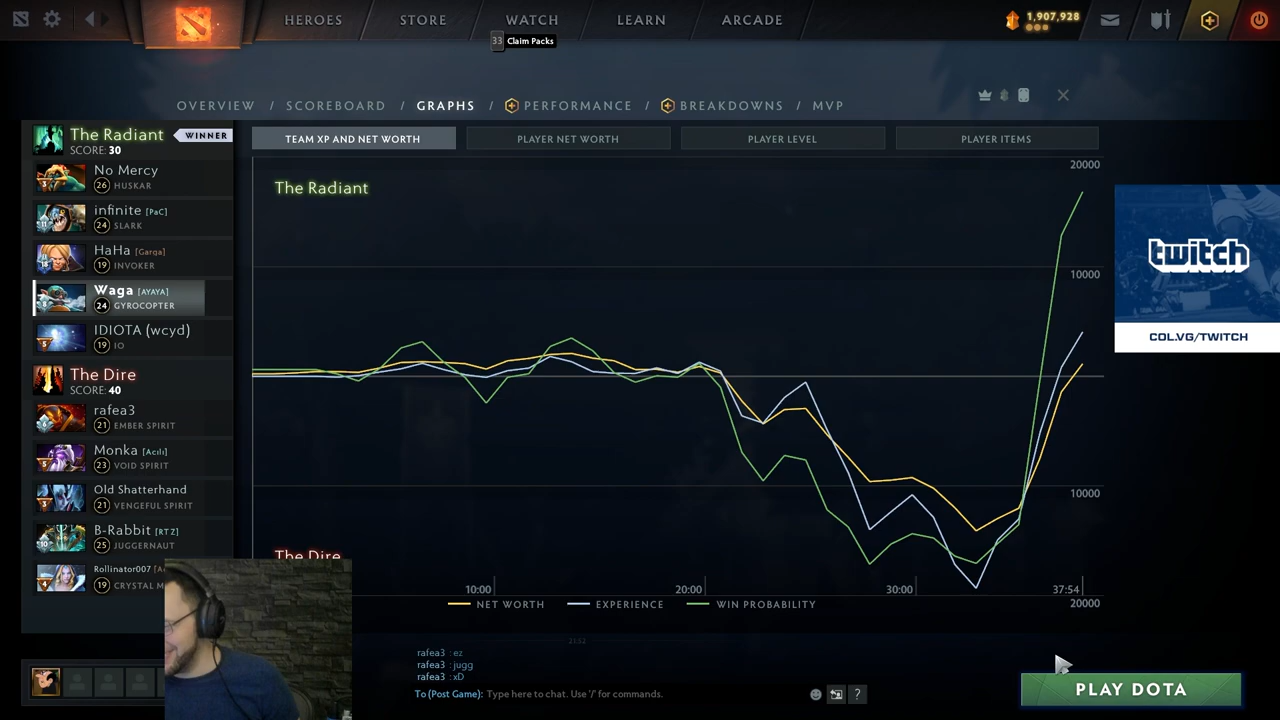 HEROES
STORE
WATCH
LEARN
ARCADE
1,907,928
33 Claim Packs
OVERVIEW / SCOREBOARD / GRAPHS / PERFORMANCE / BREAKDOWNS / MVP
The Radiant
WINNER
SCORE: 30
No Mercy
26 HUSKAR
infinite [PaC]
24 SLARK
HaHa [Garga]
19 INVOKER
Waga [AYAYA]
24 GYROCOPTER
IDIOTA (wcyd)
19 IO
The Dire
SCORE: 40
rafea3
21 EMBER SPIRIT
Monka [Acili]
23 VOID SPIRIT
Old Shatterhand
21 VENGEFUL SPIRIT
B-Rabbit [RTZ]
25 JUGGERNAUT
Rollinator007
19 CRYSTAL M
TEAM XP AND NET WORTH
PLAYER NET WORTH
PLAYER LEVEL
PLAYER ITEMS
The Radiant
20000
10000
10000
The Dire
10:00
20:00
30:00
37:54
20000
NET WORTH
EXPERIENCE
WIN PROBABILITY
twitch
COL.VG/TWITCH
21:52
rafea3 : ez
rafea3 : jugg
rafea3 : xD
To (Post Game): Type here to chat. Use '/' for commands.
?
PLAY DOTA